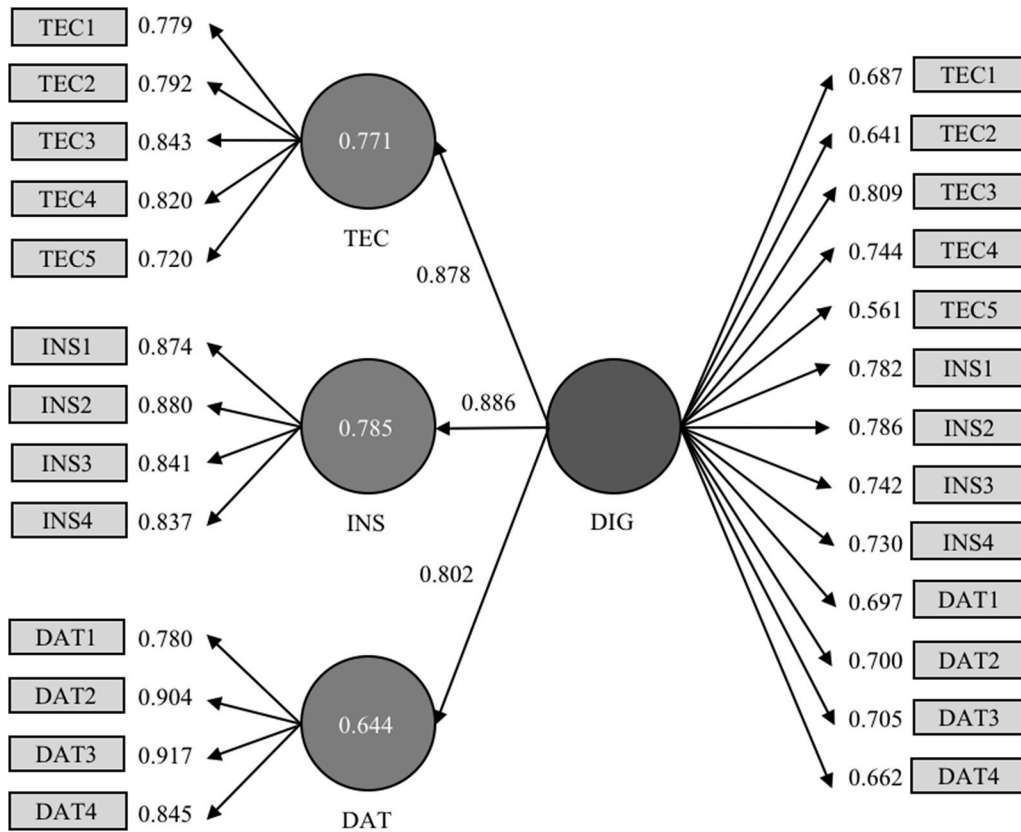 TEC1 0.779
TEC2 0.792
TEC3 0.843
TEC4 0.820
TEC5 0.720
0.771
TEC
0.878
INS1 0.874
INS2 0.880
INS3 0.841
INS4 0.837
0.785
INS
0.886
DIG
0.802
DAT1 0.780
DAT2 0.904
DAT3 0.917
DAT4 0.845
0.644
DAT
0.687 TEC1
0.641 TEC2
0.809 TEC3
0.744 TEC4
0.561 TEC5
0.782 INS1
0.786 INS2
0.742 INS3
0.730 INS4
0.697 DAT1
0.700 DAT2
0.705 DAT3
0.662 DAT4